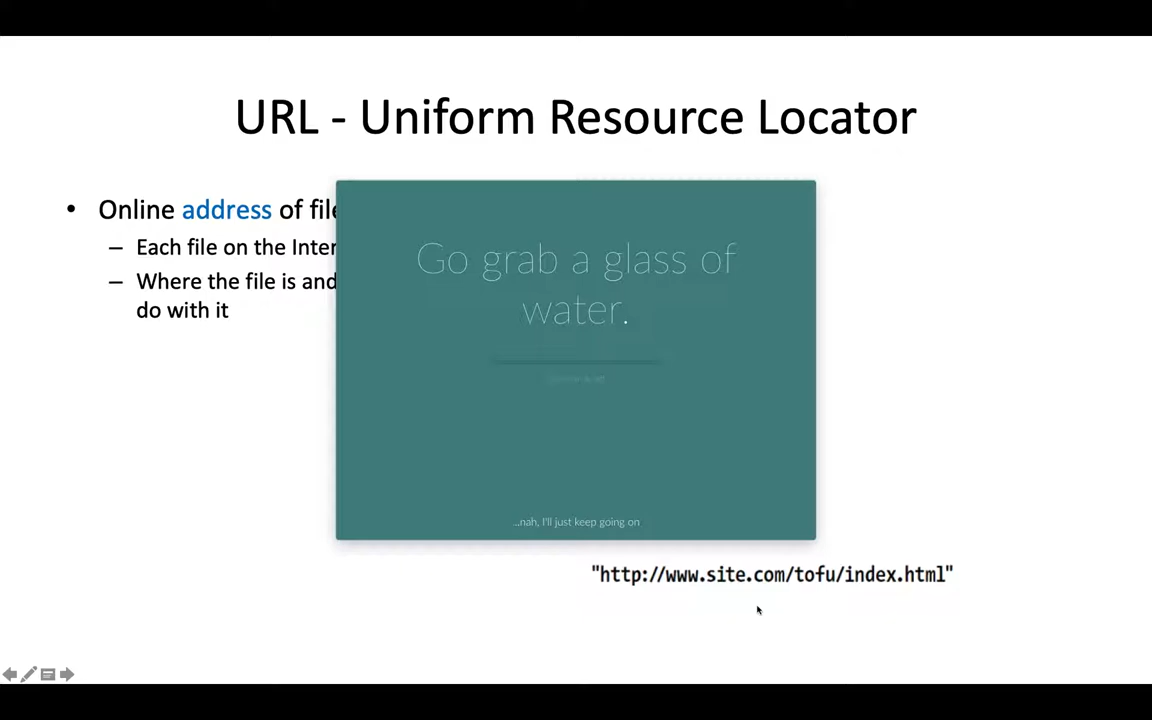 URL - Uniform Resource Locator
• Online address of file
– Each file on the Inter
– Where the file is and
do with it
Go grab a glass of
water.
...nah, I'll just keep going on
"http://www.site.com/tofu/index.html"